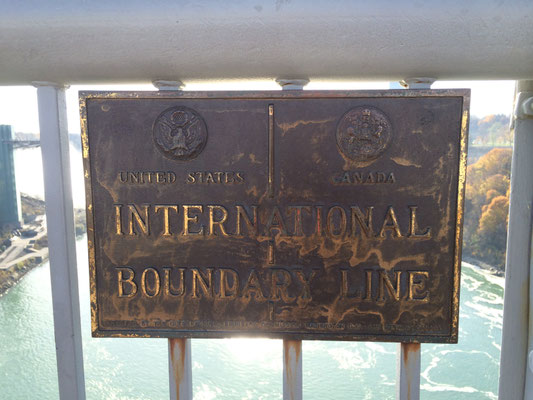 UNITED STATES CANADA
INTERNATIONAL
BOUNDARY LINE